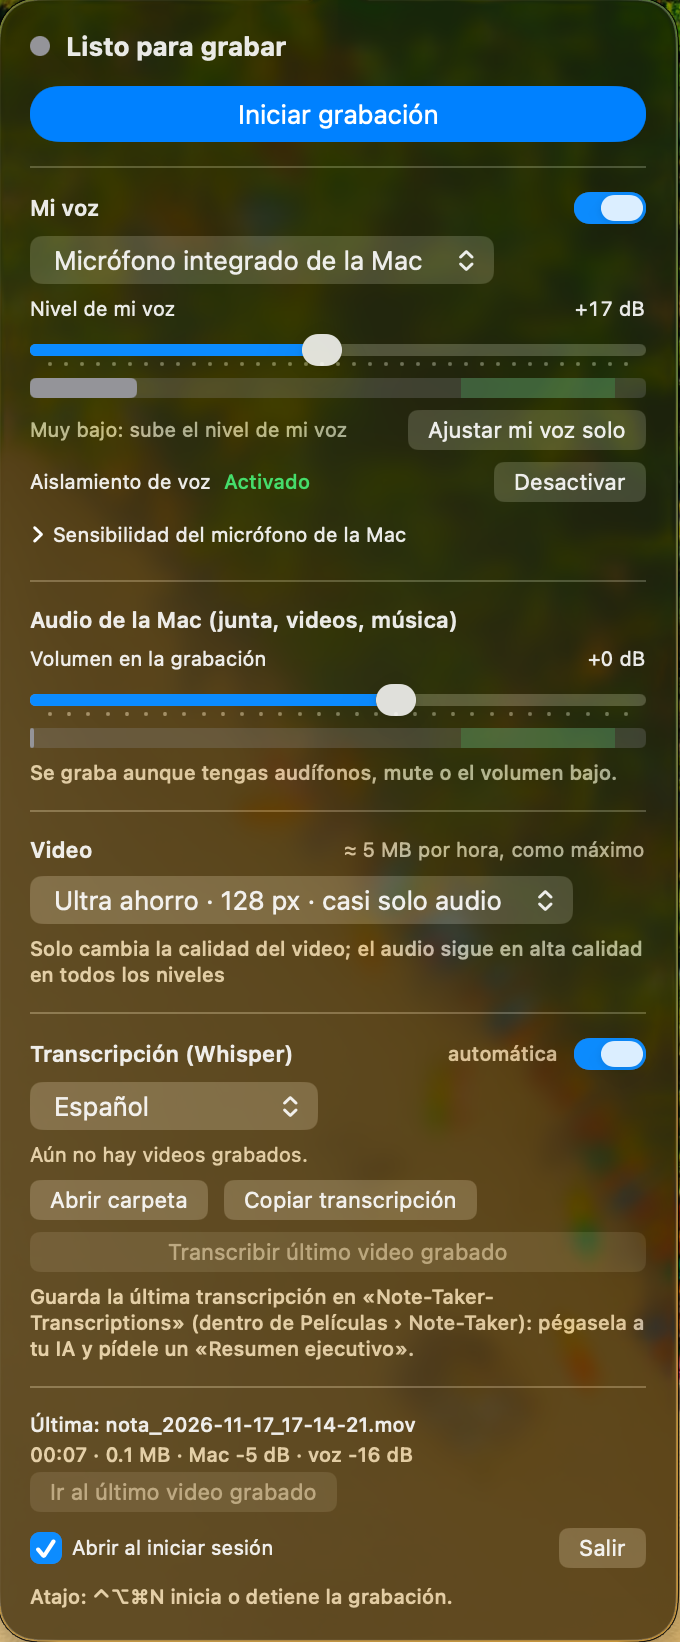 Listo para grabar
Iniciar grabación
Mi voz
Micrófono integrado de la Mac
Nivel de mi voz +17 dB
Muy bajo: sube el nivel de mi voz Ajustar mi voz solo
Aislamiento de voz Activado Desactivar
Sensibilidad del micrófono de la Mac
Audio de la Mac (junta, videos, música)
Volumen en la grabación +0 dB
Se graba aunque tengas audífonos, mute o el volumen bajo.
Video ≈ 5 MB por hora, como máximo
Ultra ahorro · 128 px · casi solo audio
Solo cambia la calidad del video; el audio sigue en alta calidad
en todos los niveles
Transcripción (Whisper) automática
Español
Aún no hay videos grabados.
Abrir carpeta Copiar transcripción
Transcribir último video grabado
Guarda la última transcripción en «Note-Taker-
Transcriptions» (dentro de Películas › Note-Taker): pégasela a
tu IA y pídele un «Resumen ejecutivo».
Última: nota_2026-11-17_17-14-21.mov
00:07 · 0.1 MB · Mac -5 dB · voz -16 dB
Ir al último video grabado
Abrir al iniciar sesión Salir
Atajo: ⌃⌥⌘N inicia o detiene la grabación.